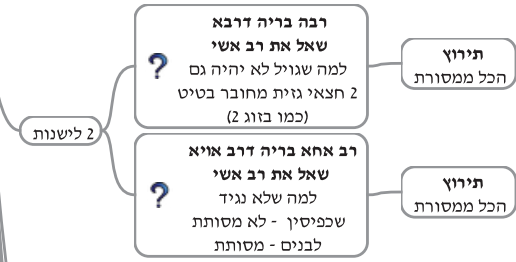 2 לישנות
רבה בריה דרבא
שאל את רב אשי
למה שגויל לא יהיה גם
2 חצאי גזית מחובר בטיט
(כמו בזוג 2)
תירוץ
הכל ממסורת
רב אחא בריה דרב אויא
שאל את רב אשי
למה שלא נגיד
שכפיסין - לא מסותת
לבנים - מסותת
תירוץ
הכל ממסורת